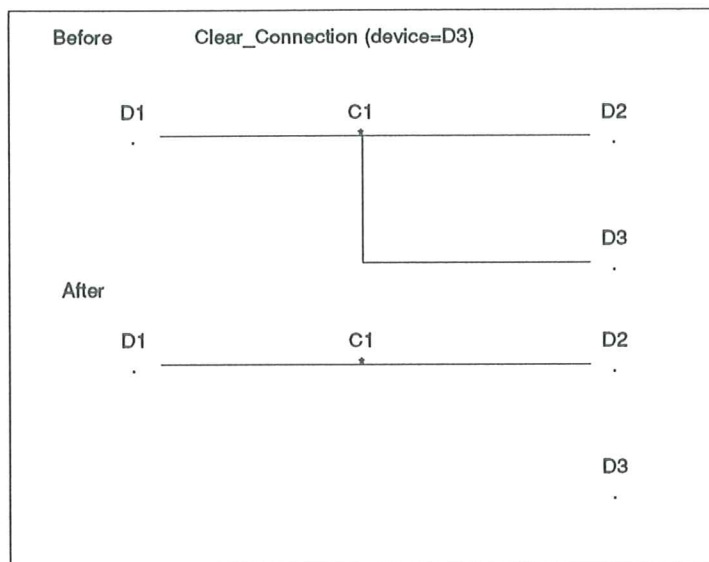 Before Clear_Connection (device=D3)
D1 C1 D2
D3
After
D1 C1 D2
D3